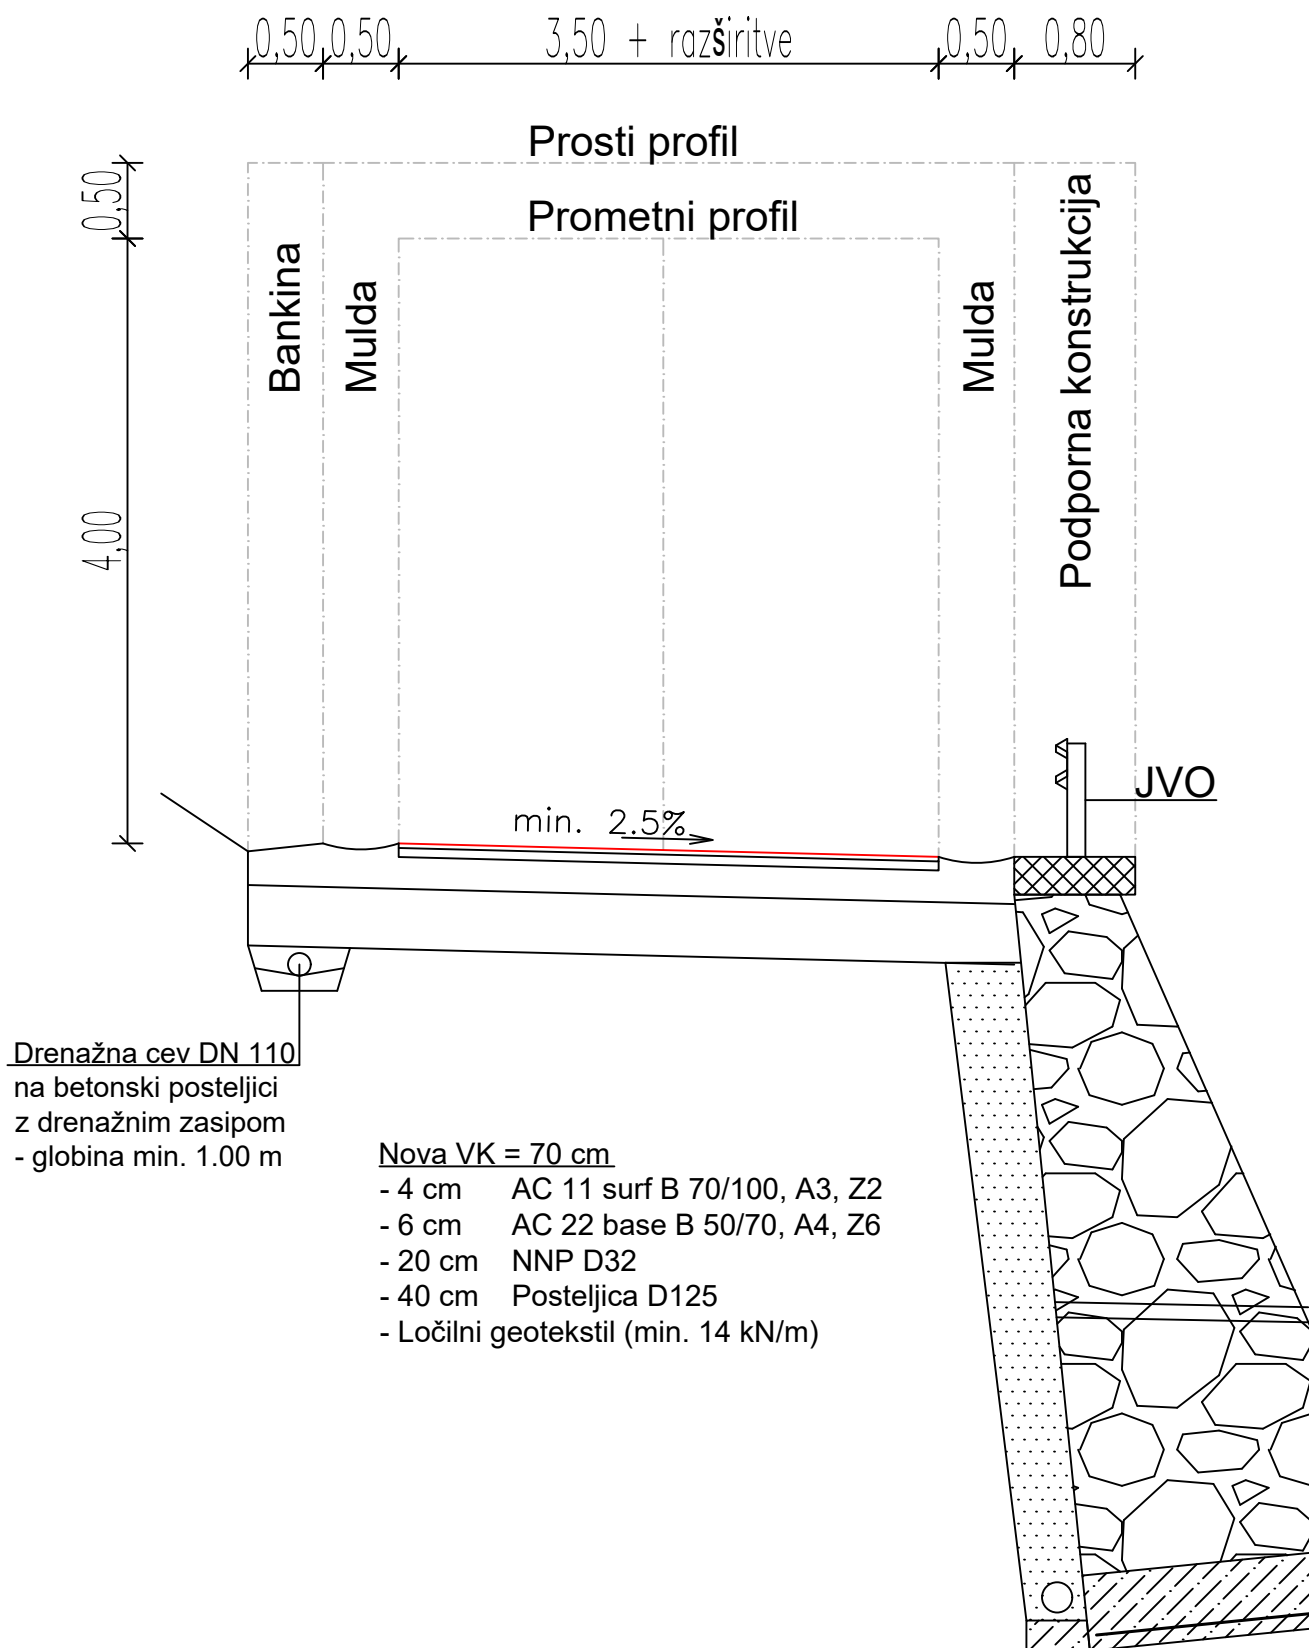 0,50 0,50 3,50 + razširitve 0,50 0,80
Prosti profil
0,50
Prometni profil
Bankina
Mulda
Mulda
Podporna konstrukcija
4,00
JVO
min. 2.5%
Drenažna cev DN 110
na betonski posteljici
z drenažnim zasipom
- globina min. 1.00 m
Nova VK = 70 cm
- 4 cm AC 11 surf B 70/100, A3, Z2
- 6 cm AC 22 base B 50/70, A4, Z6
- 20 cm NNP D32
- 40 cm Posteljica D125
- Ločilni geotekstil (min. 14 kN/m)